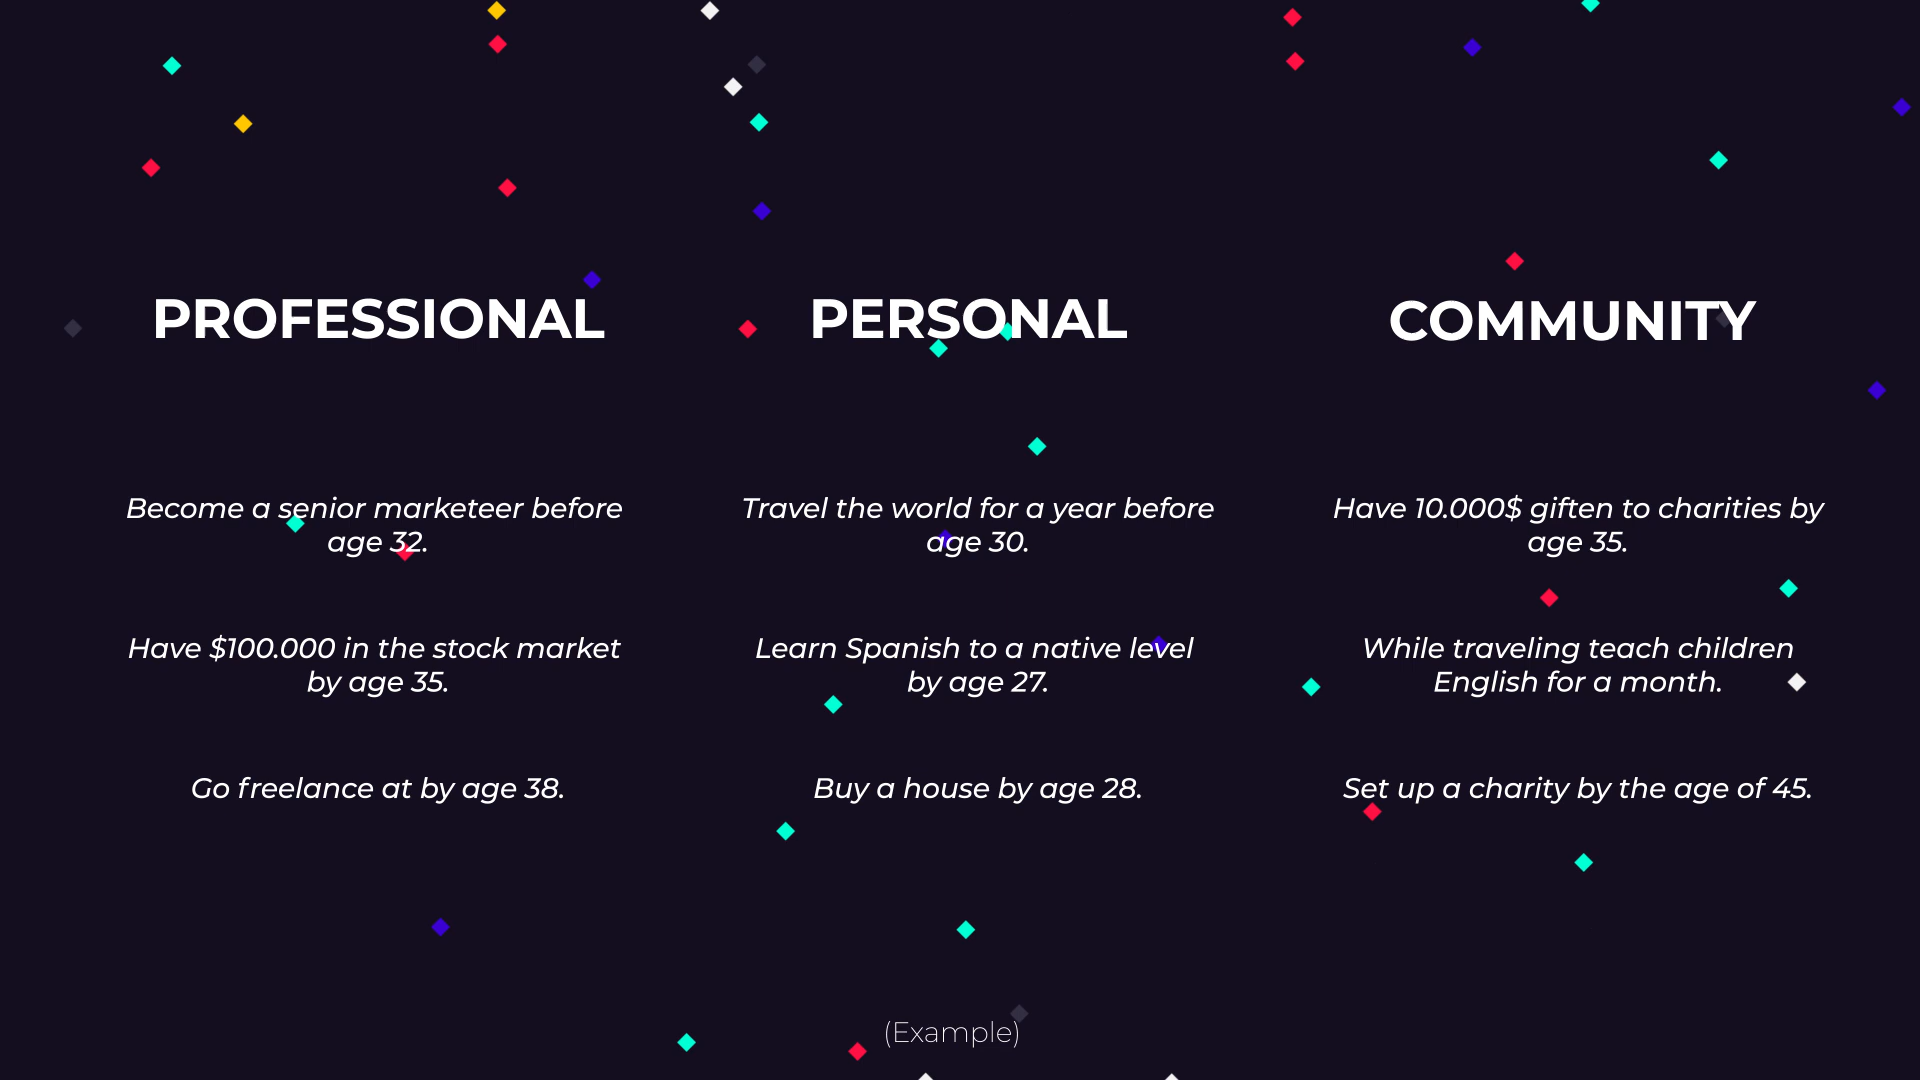 PROFESSIONAL
Become a senior marketeer before
age 32.
Have $100.000 in the stock market
by age 35.
Go freelance at by age 38.
PERSONAL
Travel the world for a year before
age 30.
Learn Spanish to a native level
by age 27.
Buy a house by age 28.
COMMUNITY
Have 10.000$ giften to charities by
age 35.
While traveling teach children
English for a month.
Set up a charity by the age of 45.
(Example)